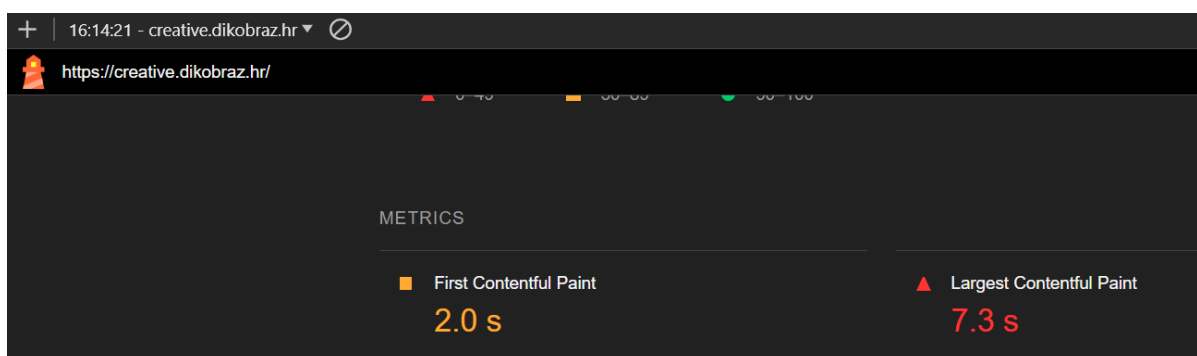 16:14:21 - creative.dikobraz.hr
https://creative.dikobraz.hr/
METRICS
First Contentful Paint
Largest Contentful Paint
2.0 s
7.3 s